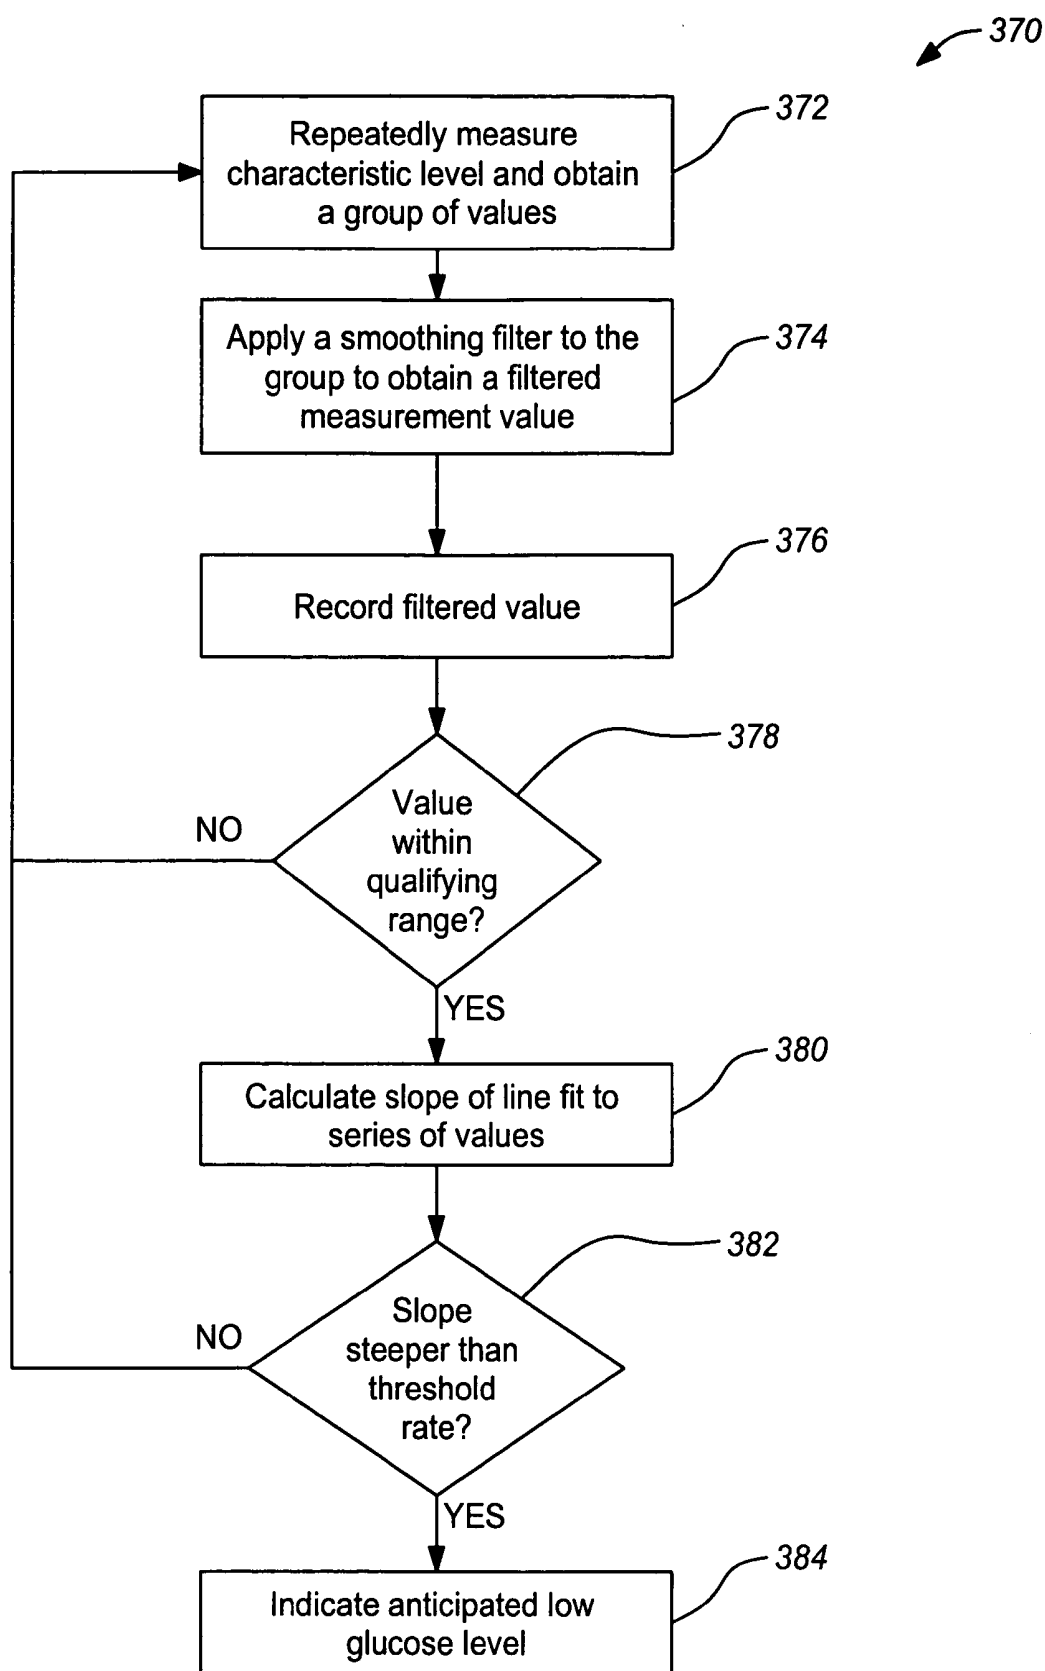 370
372
Repeatedly measure
characteristic level and obtain
a group of values
374
Apply a smoothing filter to the
group to obtain a filtered
measurement value
376
Record filtered value
378
Value
within
qualifying
range?
NO
YES
380
Calculate slope of line fit to
series of values
382
Slope
steeper than
threshold
rate?
NO
YES
384
Indicate anticipated low
glucose level